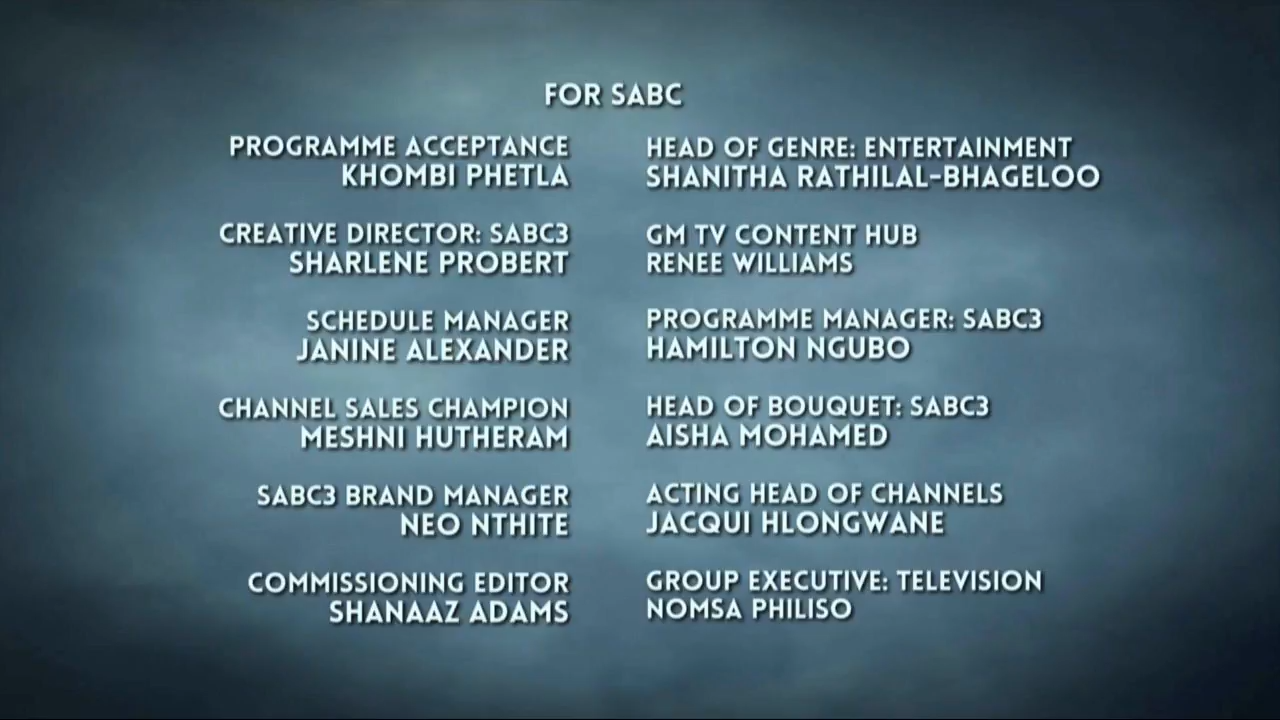 FOR SABC
PROGRAMME ACCEPTANCE
KHOMBI PHETLA
CREATIVE DIRECTOR: SABC3
SHARLENE PROBERT
SCHEDULE MANAGER
JANINE ALEXANDER
CHANNEL SALES CHAMPION
MESHNI HUTHERAM
SABC3 BRAND MANAGER
NEO NTHITE
COMMISSIONING EDITOR
SHANAAZ ADAMS
HEAD OF GENRE: ENTERTAINMENT
SHANITHA RATHILAL-BHAGELOO
GM TV CONTENT HUB
RENEE WILLIAMS
PROGRAMME MANAGER: SABC3
HAMILTON NGUBO
HEAD OF BOUQUET: SABC3
AISHA MOHAMED
ACTING HEAD OF CHANNELS
JACQUI HLONGWANE
GROUP EXECUTIVE: TELEVISION
NOMSA PHILISO